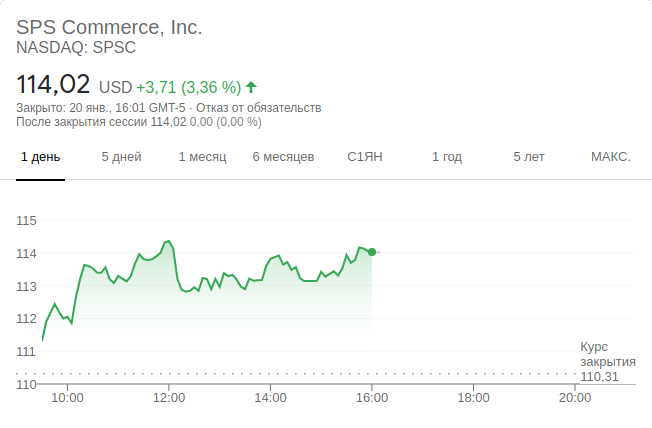 SPS Commerce, Inc.
NASDAQ: SPSC
114,02 USD +3,71 (3,36 %)
Закрыто: 20 янв., 16:01 GMT-5 · Отказ от обязательств
После закрытия сессии 114,02 0,00 (0,00 %)
1 день 5 дней 1 месяц 6 месяцев С1ЯН 1 год 5 лет МАКС.
115
114
113
112
111
Курс
закрытия
110,31
110
10:00 12:00 14:00 16:00 18:00 20:00